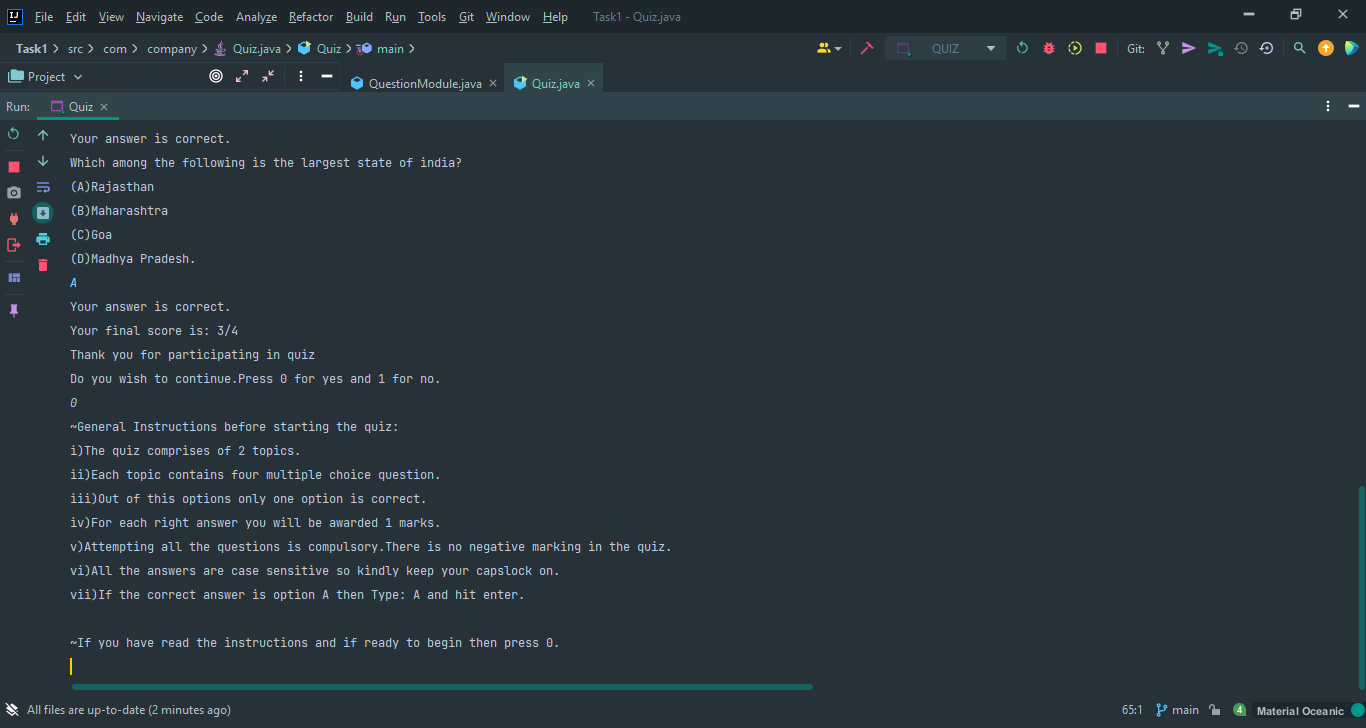 IJ File Edit View Navigate Code Analyze Refactor Build Run Tools Git Window Help Task1 - Quiz.java
Task1 src com company Quiz.java Quiz main QUIZ Git:
Project QuestionModule.java Quiz.java
Run: Quiz
Your answer is correct.
Which among the following is the largest state of india?
(A)Rajasthan
(B)Maharashtra
(C)Goa
(D)Madhya Pradesh.
A
Your answer is correct.
Your final score is: 3/4
Thank you for participating in quiz
Do you wish to continue.Press 0 for yes and 1 for no.
0
~General Instructions before starting the quiz:
i)The quiz comprises of 2 topics.
ii)Each topic contains four multiple choice question.
iii)Out of this options only one option is correct.
iv)For each right answer you will be awarded 1 marks.
v)Attempting all the questions is compulsory.There is no negative marking in the quiz.
vi)All the answers are case sensitive so kindly keep your capslock on.
vii)If the correct answer is option A then Type: A and hit enter.
~If you have read the instructions and if ready to begin then press 0.
All files are up-to-date (2 minutes ago) 65:1 main 4 Material Oceanic